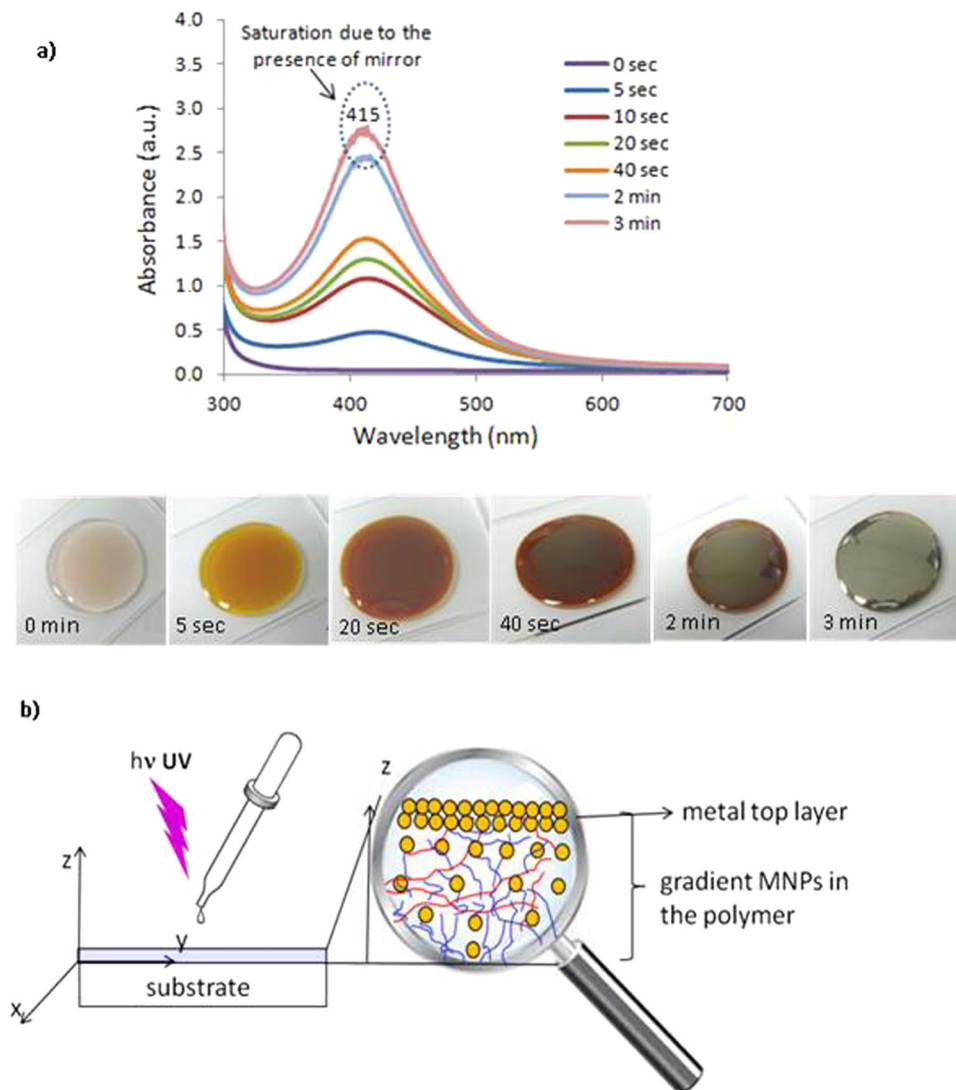 a)
Saturation due to the
presence of mirror
415
Absorbance (a.u.)
4.0
3.5
3.0
2.5
2.0
1.5
1.0
0.5
0.0
300 400 500 600 700
Wavelength (nm)
0 sec
5 sec
10 sec
20 sec
40 sec
2 min
3 min
0 min
5 sec
20 sec
40 sec
2 min
3 min
b)
hν UV
z
y
x
substrate
z
metal top layer
gradient MNPs in
the polymer